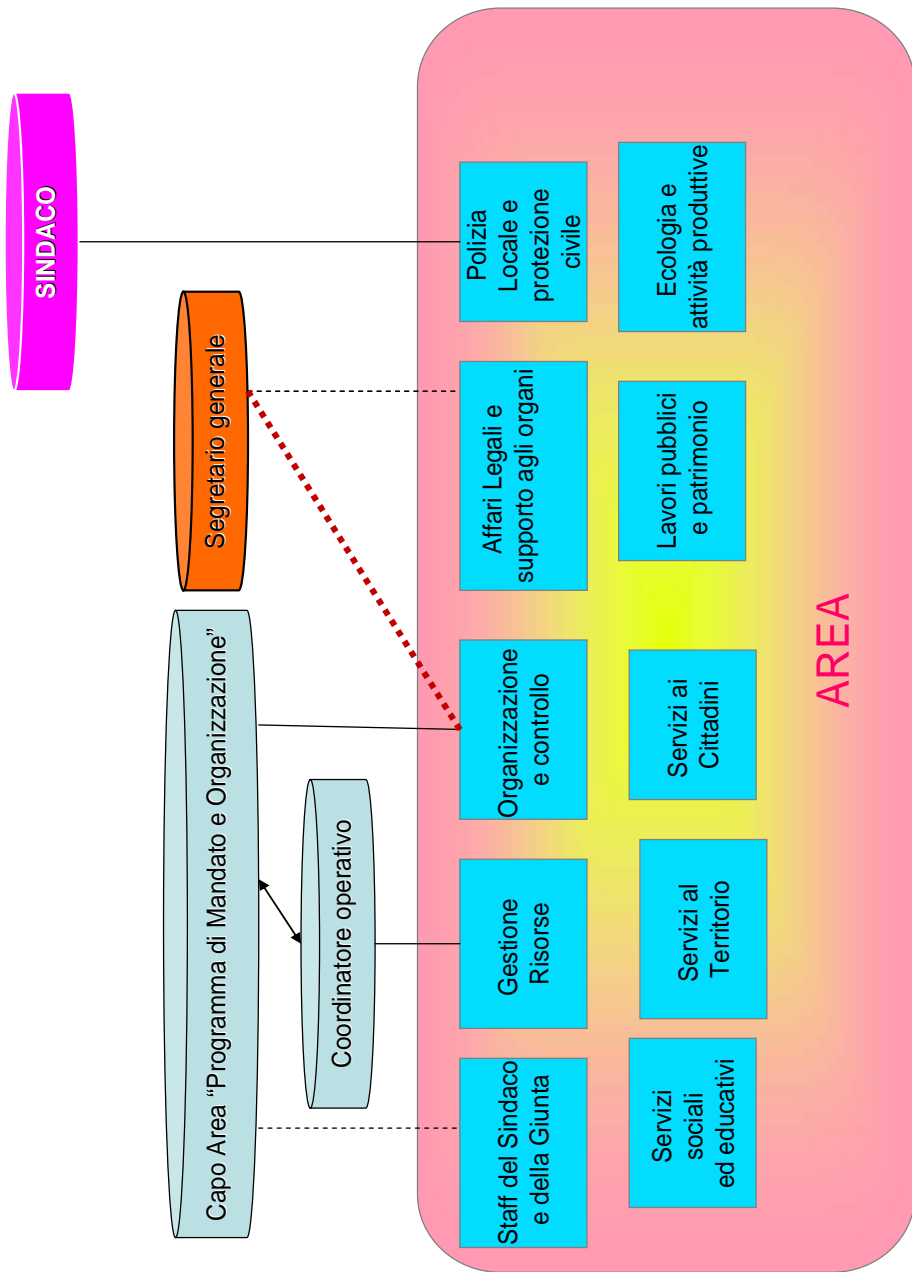 SINDACO
Segretario generale
Capo Area “Programma di Mandato e Organizzazione”
Coordinatore operativo
Staff del Sindaco
e della Giunta
Gestione
Risorse
Organizzazione
e controllo
Affari Legali e
supporto agli organi
Polizia
Locale e
protezione
civile
Servizi
sociali
ed educativi
Servizi al
Territorio
Servizi ai
Cittadini
Lavori pubblici
e patrimonio
Ecologia e
attività produttive
AREA